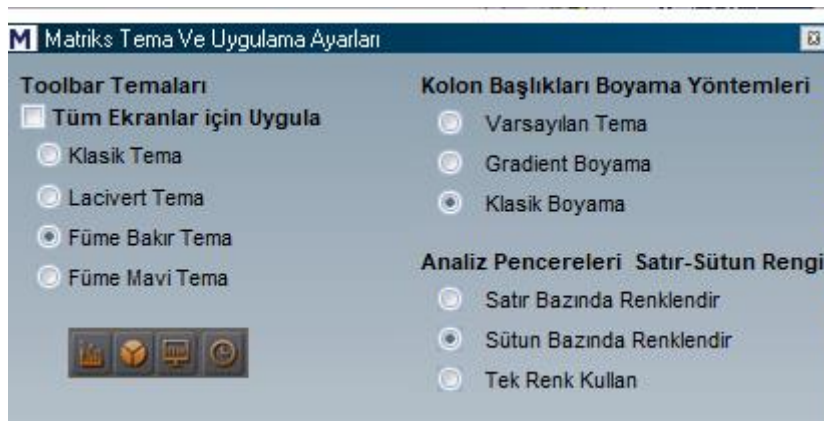 M Matriks Tema Ve Uygulama Ayarları
Toolbar Temaları
Tüm Ekranlar için Uygula
Klasik Tema
Lacivert Tema
Füme Bakır Tema
Füme Mavi Tema
Kolon Başlıkları Boyama Yöntemleri
Varsayılan Tema
Gradient Boyama
Klasik Boyama
Analiz Pencereleri Satır-Sütun Rengi
Satır Bazında Renklendir
Sütun Bazında Renklendir
Tek Renk Kullan